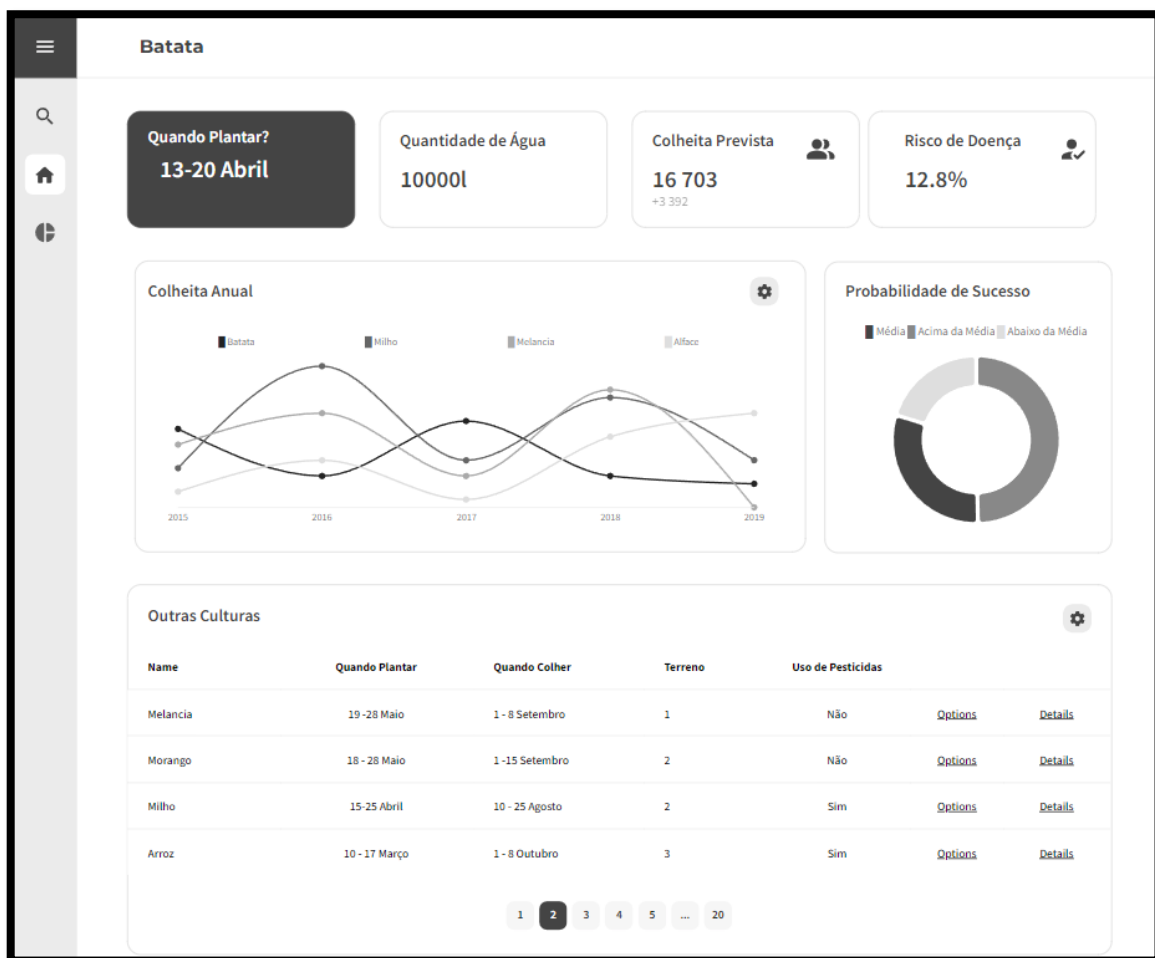 Batata
Quando Plantar?
13-20 Abril
Quantidade de Água
10000l
Colheita Prevista
16 703
+3 392
Risco de Doença
12.8%
Colheita Anual
Batata Milho Melancia Alface
2015 2016 2017 2018 2019
Probabilidade de Sucesso
Média Acima da Média Abaixo da Média
Outras Culturas
Name Quando Plantar Quando Colher Terreno Uso de Pesticidas
Melancia 19 -28 Maio 1 - 8 Setembro 1 Não Options Details
Morango 18 - 28 Maio 1 -15 Setembro 2 Não Options Details
Milho 15-25 Abril 10 - 25 Agosto 2 Sim Options Details
Arroz 10 - 17 Março 1 - 8 Outubro 3 Sim Options Details
1 2 3 4 5 ... 20